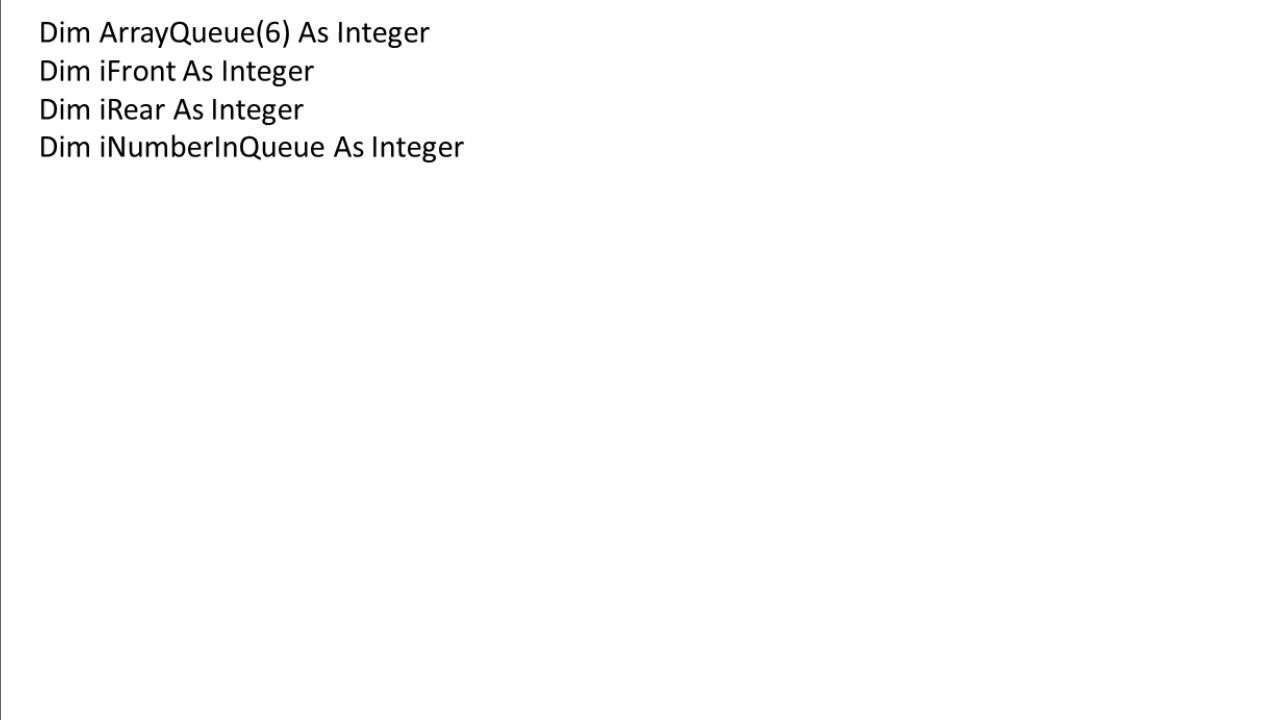 Dim ArrayQueue(6) As Integer
Dim iFront As Integer
Dim iRear As Integer
Dim iNumberInQueue As Integer